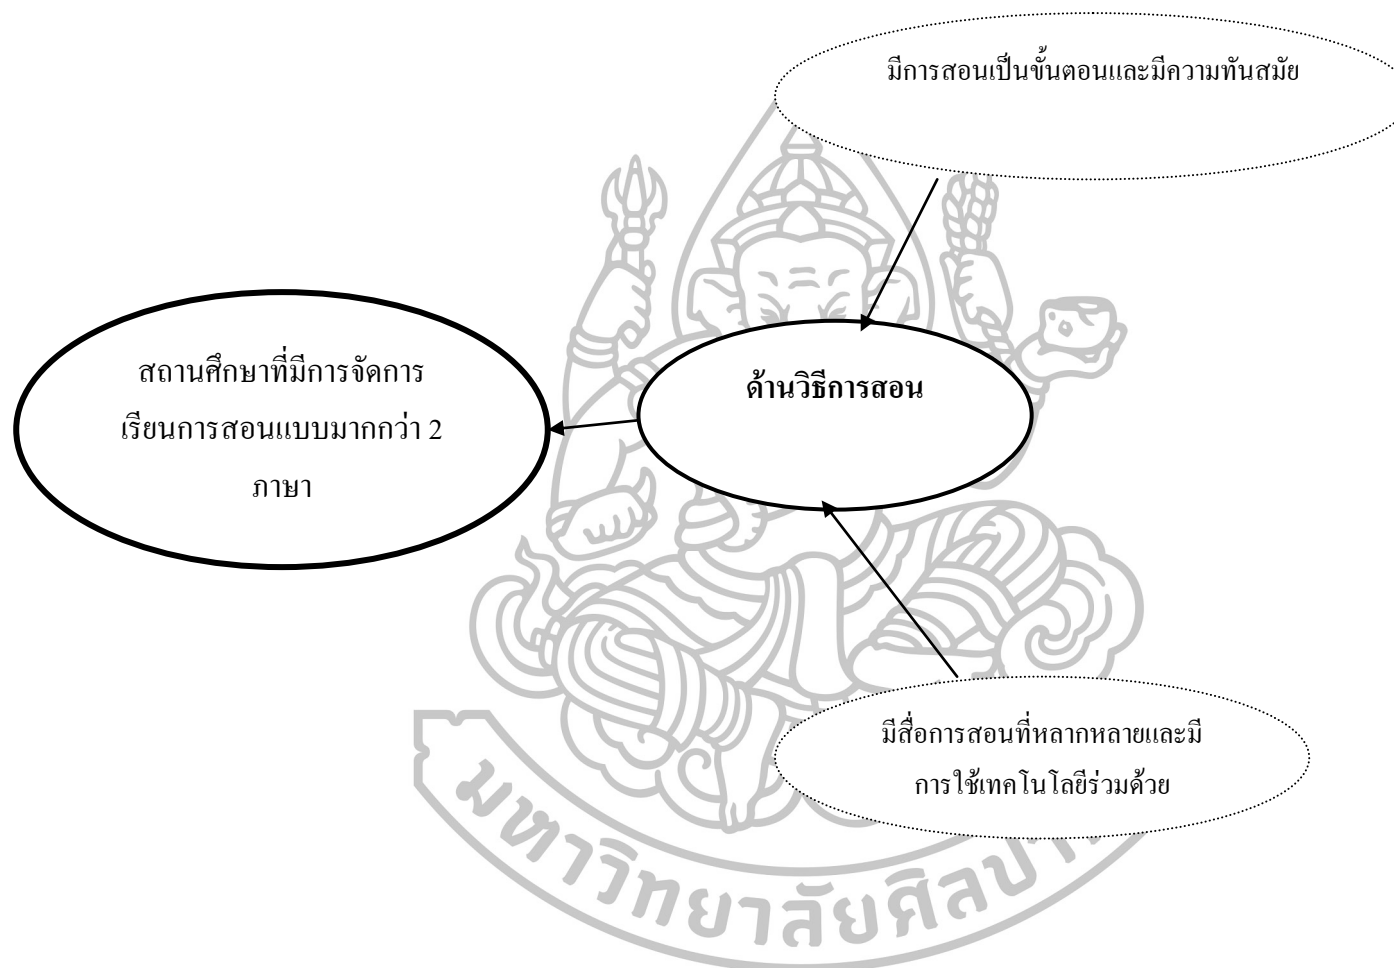 มีการสอนเป็นขั้นตอนและมีความทันสมัย
สถานศึกษาที่มีการจัดการ
เรียนการสอนแบบมากกว่า 2
ภาษา
ด้านวิธีการสอน
มีสื่อการสอนที่หลากหลายและมี
การใช้เทคโนโลยีร่วมด้วย
มหาวิทยาลัยศิลปา